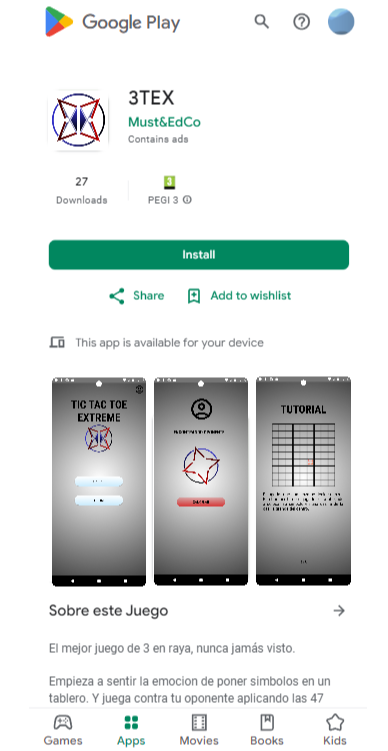 Google Play
3TEX
Must&EdCo
Contains ads
27
Downloads
3
PEGI 3
Install
Share
Add to wishlist
This app is available for your device
TIC TAC TOE
EXTREME
TUTORIAL
Sobre este Juego
El mejor juego de 3 en raya, nunca jamás visto.
Empieza a sentir la emocion de poner simbolos en un
tablero. Y juega contra tu oponente aplicando las 47
Games
Apps
Movies
Books
Kids